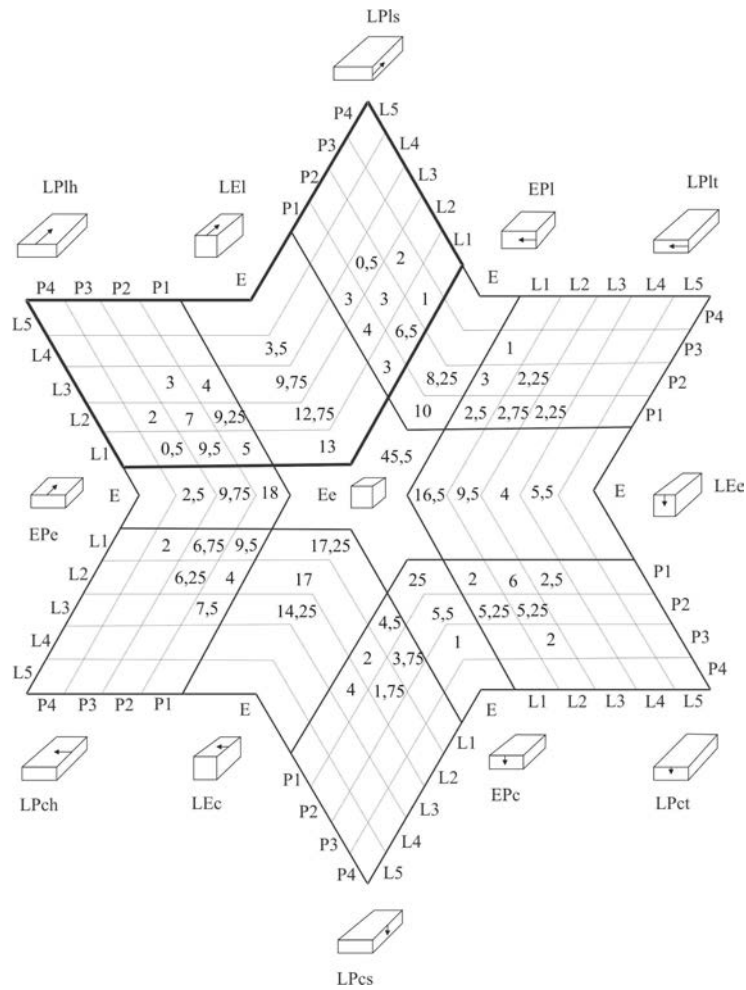 LPls
P4 L5
P3 L4
P2 L3
LPlh LEl EPl LPlt
P1 L2
L1
0,5 2
P4 P3 P2 P1 E E L1 L2 L3 L4 L5
3 3 1
L5 P4
4 6,5
3,5 1
L4 P3
3
3 4 9,75 8,25 3 2,25
L3 P2
2 7 9,25 12,75 10 2,5 2,75 2,25
L2 P1
0,5 9,5 5 13
L1 45,5
E 2,5 9,75 18 Ee 16,5 9,5 4 5,5 E LEe
EPe
L1 2 6,75 9,5 17,25
P1
L2 6,25 4 17 25 2 6 2,5
P2
L3 7,5 14,25 4,5 5,5 5,25 5,25
P3
L4 2 3,75 1 2
P4
L5 4 1,75
P4 P3 P2 P1 E E L1 L2 L3 L4 L5
L1
P1
L2
LPch LEc EPc LPct
P2 L3
P3 L4
P4 L5
LPcs